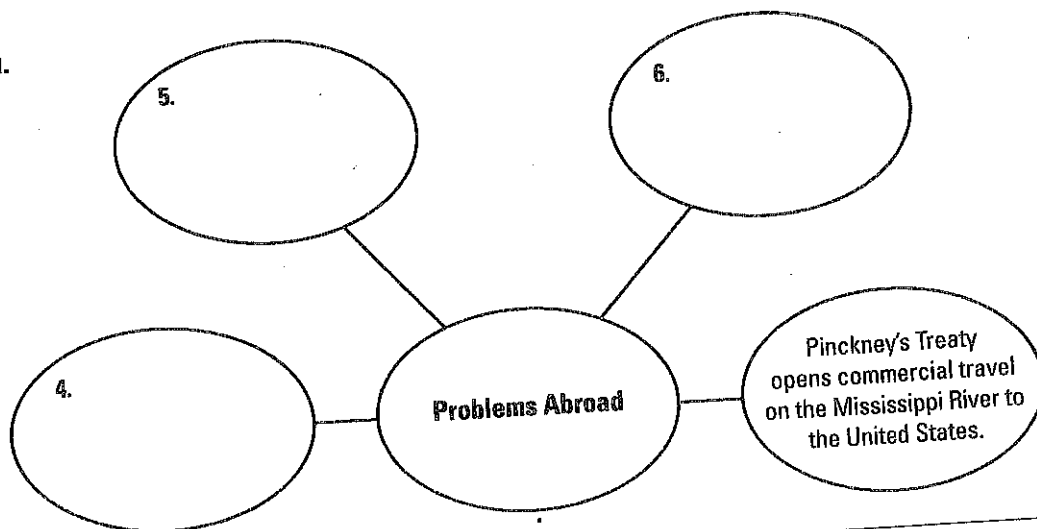 5.
6.
4.
Problems Abroad
Pinckney's Treaty
opens commercial travel
on the Mississippi River to
the United States.